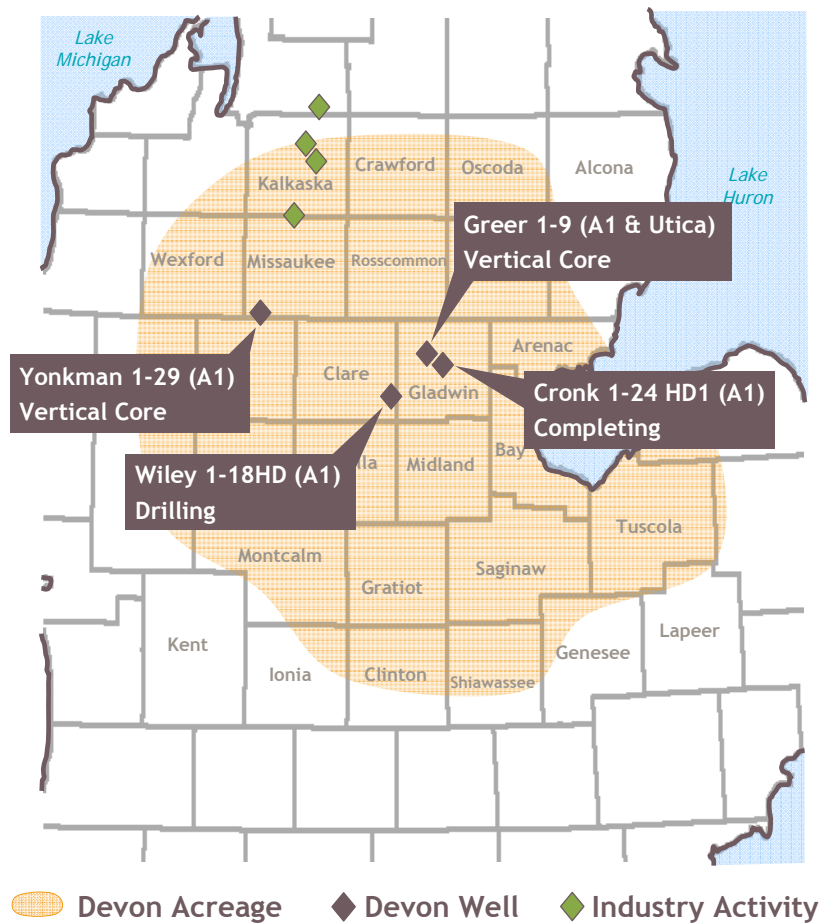 Lake
Michigan
Crawford
Oscoda
Alcona
Kalkaska
Lake
Huron
Greer 1-9 (A1 & Utica)
Vertical Core
Wexford
Missaukee
Rosscommon
Arenac
Yonkman 1-29 (A1)
Vertical Core
Clare
Gladwin
Cronk 1-24 HD1 (A1)
Completing
Wiley 1-18HD (A1)
Drilling
Midland
Bay
Tuscola
Montcalm
Gratiot
Saginaw
Kent
Ionia
Clinton
Shiawassee
Genesee
Lapeer
Devon Acreage
Devon Well
Industry Activity